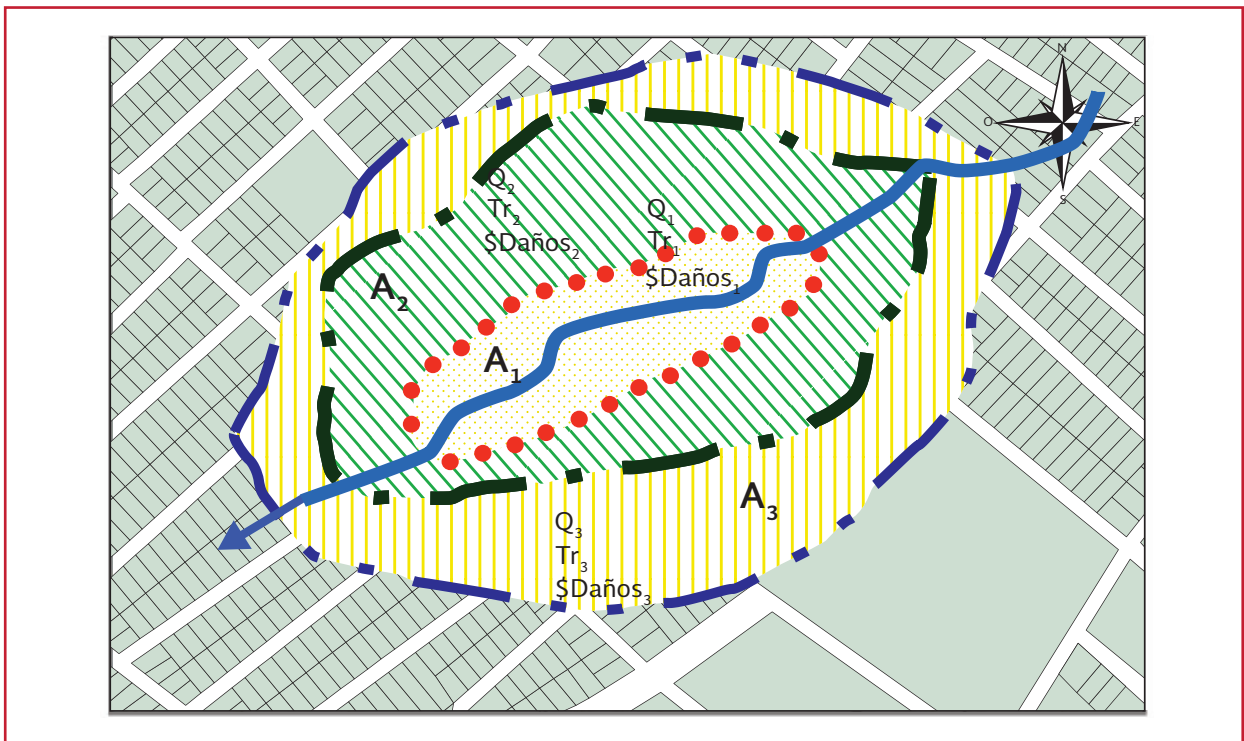 N
O
E
S
Q₂
Tr₂
$Daños₂
Q₁
Tr₁
$Daños₁
A₂
A₁
A₃
Q₃
Tr₃
$Daños₃